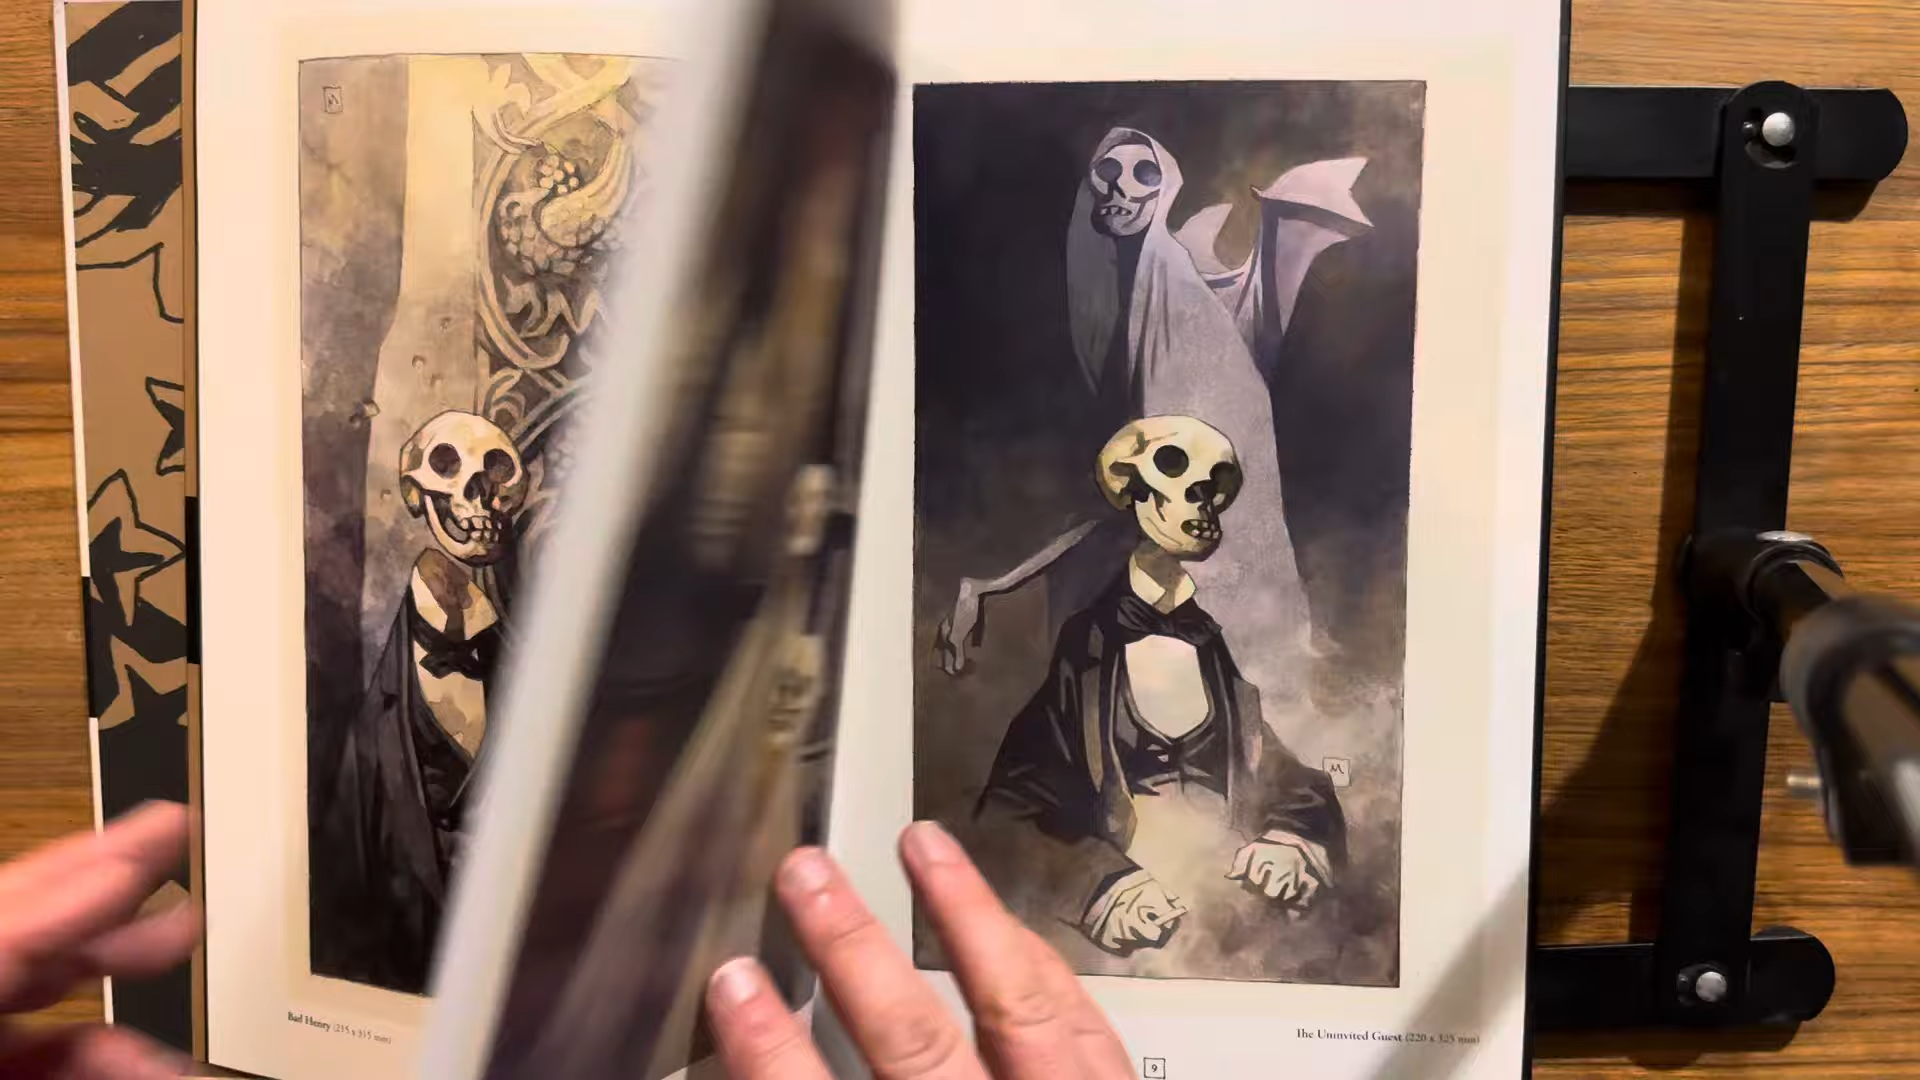 M
Bad Henry (215 x 315 mm)
M
The Uninvited Guest (220 x 325 mm)
9